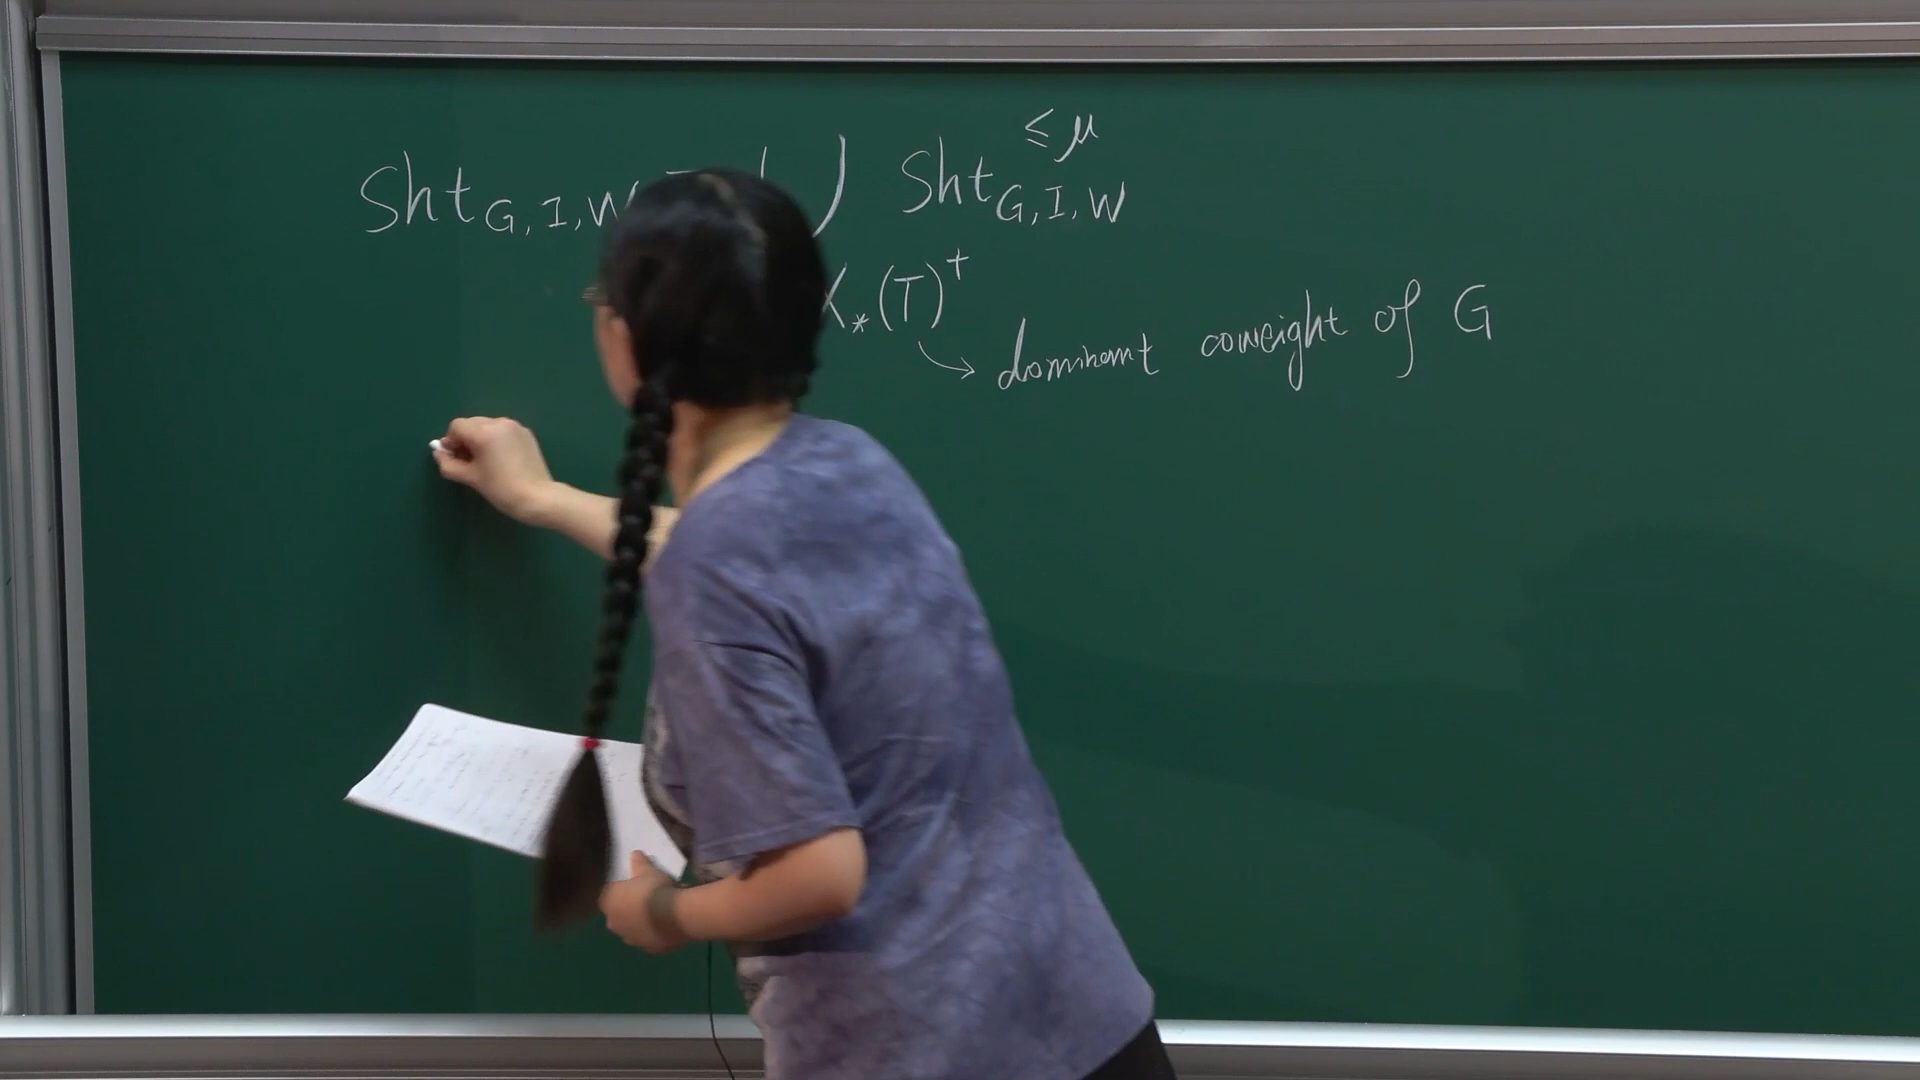 Sht_{G,I,W} = ⋃ Sht_{G,I,W}^{≤μ}
X_*(T)^+
→ dominant coweight of G